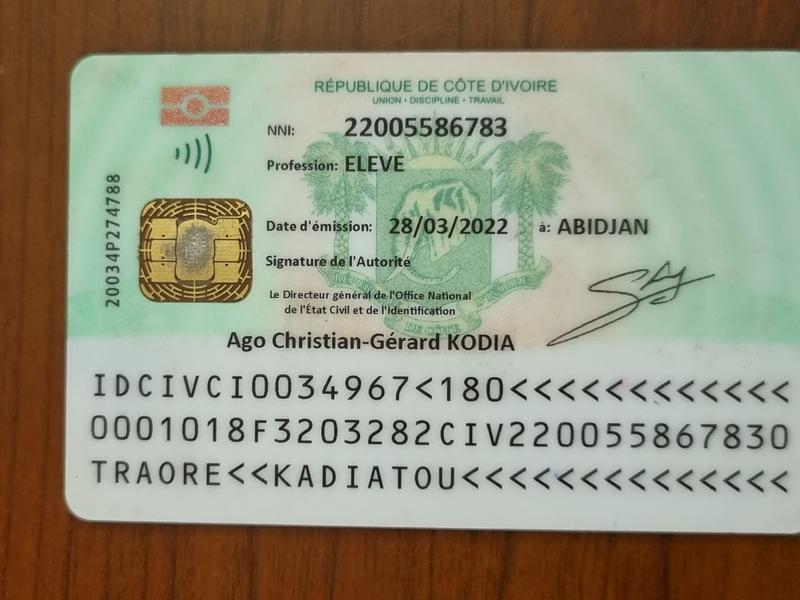 RÉPUBLIQUE DE CÔTE D'IVOIRE
UNION • DISCIPLINE • TRAVAIL
NNI: 22005586783
Profession: ELEVE
20034P274788
Date d'émission: 28/03/2022 à: ABIDJAN
Signature de l'Autorité
Le Directeur général de l'Office National
de l'État Civil et de l'Identification
Ago Christian-Gérard KODIA
IDCIVCI0034967<180<<<<<<<<<<<<
0001018F3203282CIV220055867830
TRAORE<<KADIATOU<<<<<<<<<<<<<<